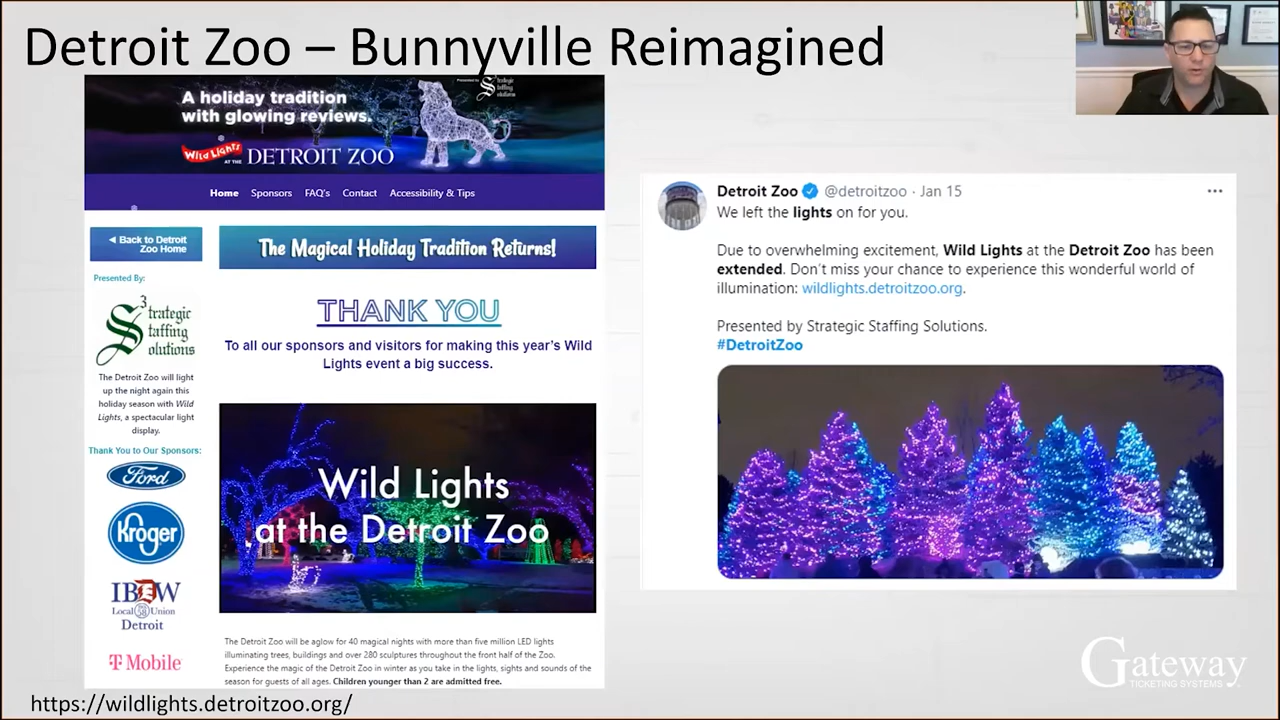 Detroit Zoo – Bunnyville Reimagined
Presented by
Strategic
Staffing
Solutions
A holiday tradition
with glowing reviews.
Wild Lights
AT THE DETROIT ZOO
Home Sponsors FAQ's Contact Accessibility & Tips
◄ Back to Detroit
Zoo Home
The Magical Holiday Tradition Returns!
Presented By:
S3 trategic
taffing
olutions
The Detroit Zoo will light
up the night again this
holiday season with Wild
Lights, a spectacular light
display.
Thank You to Our Sponsors:
Ford
Kroger
IBEW
Local 58 Union
Detroit
T Mobile
THANK YOU
To all our sponsors and visitors for making this year's Wild
Lights event a big success.
Wild Lights
at the Detroit Zoo
The Detroit Zoo will be aglow for 40 magical nights with more than five million LED lights
illuminating trees, buildings and over 280 sculptures throughout the front half of the Zoo.
Experience the magic of the Detroit Zoo in winter as you take in the lights, sights and sounds of the
season for guests of all ages. Children younger than 2 are admitted free.
Detroit Zoo @detroitzoo · Jan 15
We left the lights on for you.
Due to overwhelming excitement, Wild Lights at the Detroit Zoo has been
extended. Don't miss your chance to experience this wonderful world of
illumination: wildlights.detroitzoo.org.
Presented by Strategic Staffing Solutions.
#DetroitZoo
Gateway
TICKETING SYSTEMS
https://wildlights.detroitzoo.org/